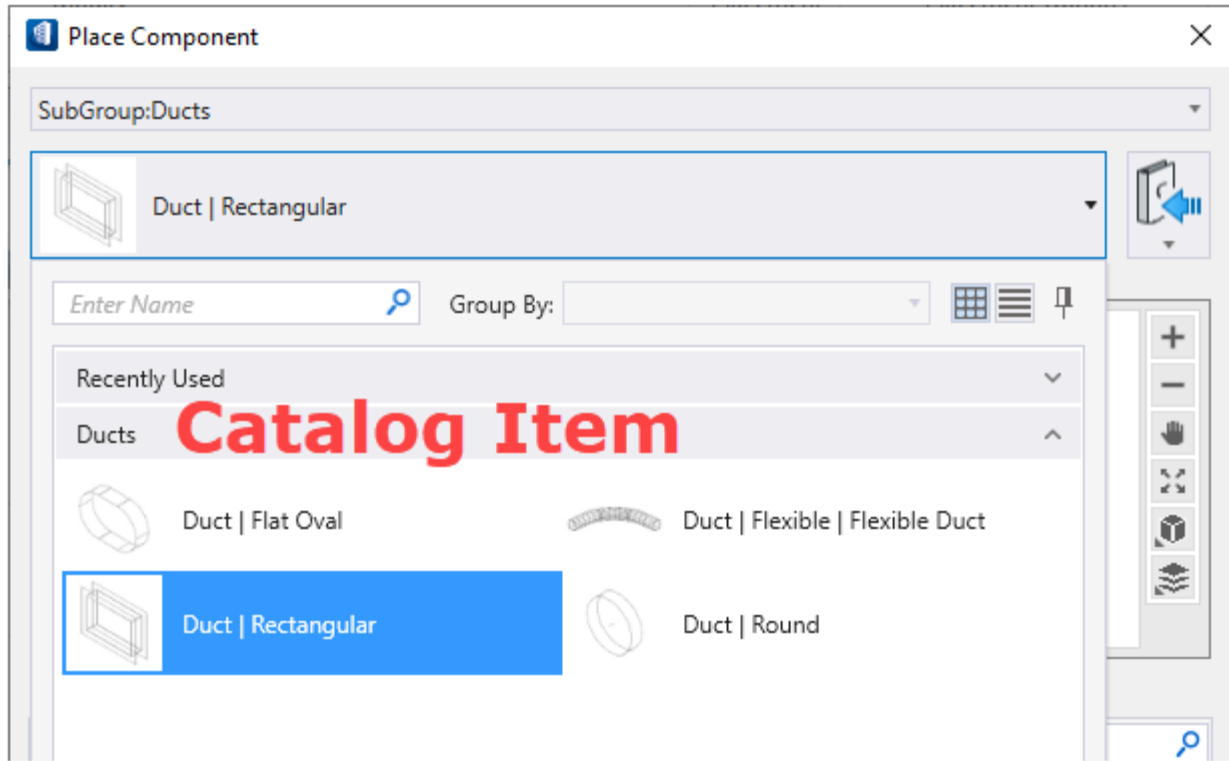 Place Component
SubGroup:Ducts
Duct | Rectangular
Enter Name
Group By:
Recently Used
Ducts
Catalog Item
Duct | Flat Oval
Duct | Flexible | Flexible Duct
Duct | Rectangular
Duct | Round